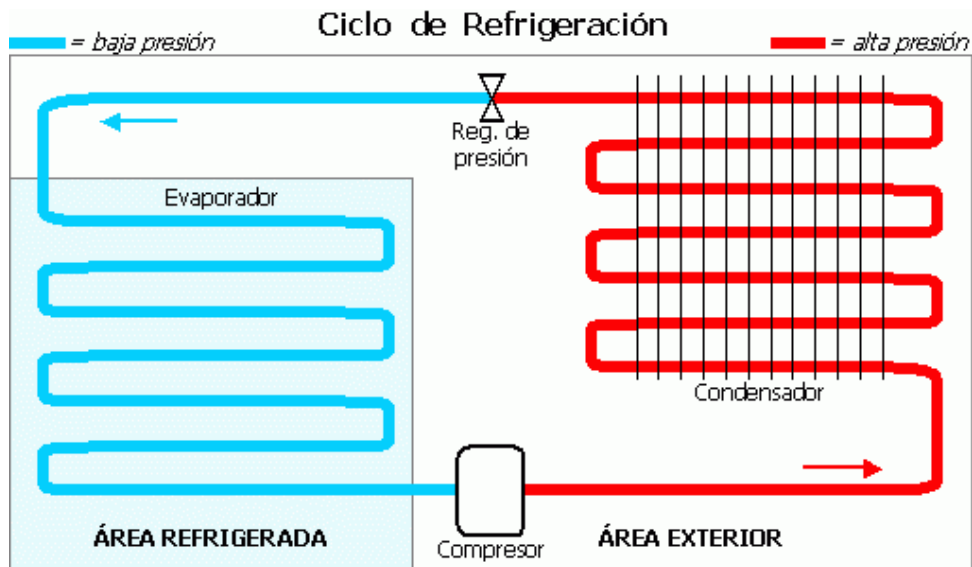 Ciclo de Refrigeración
= baja presión
= alta presión
Reg. de
presión
Evaporador
Condensador
ÁREA REFRIGERADA
Compresor
ÁREA EXTERIOR